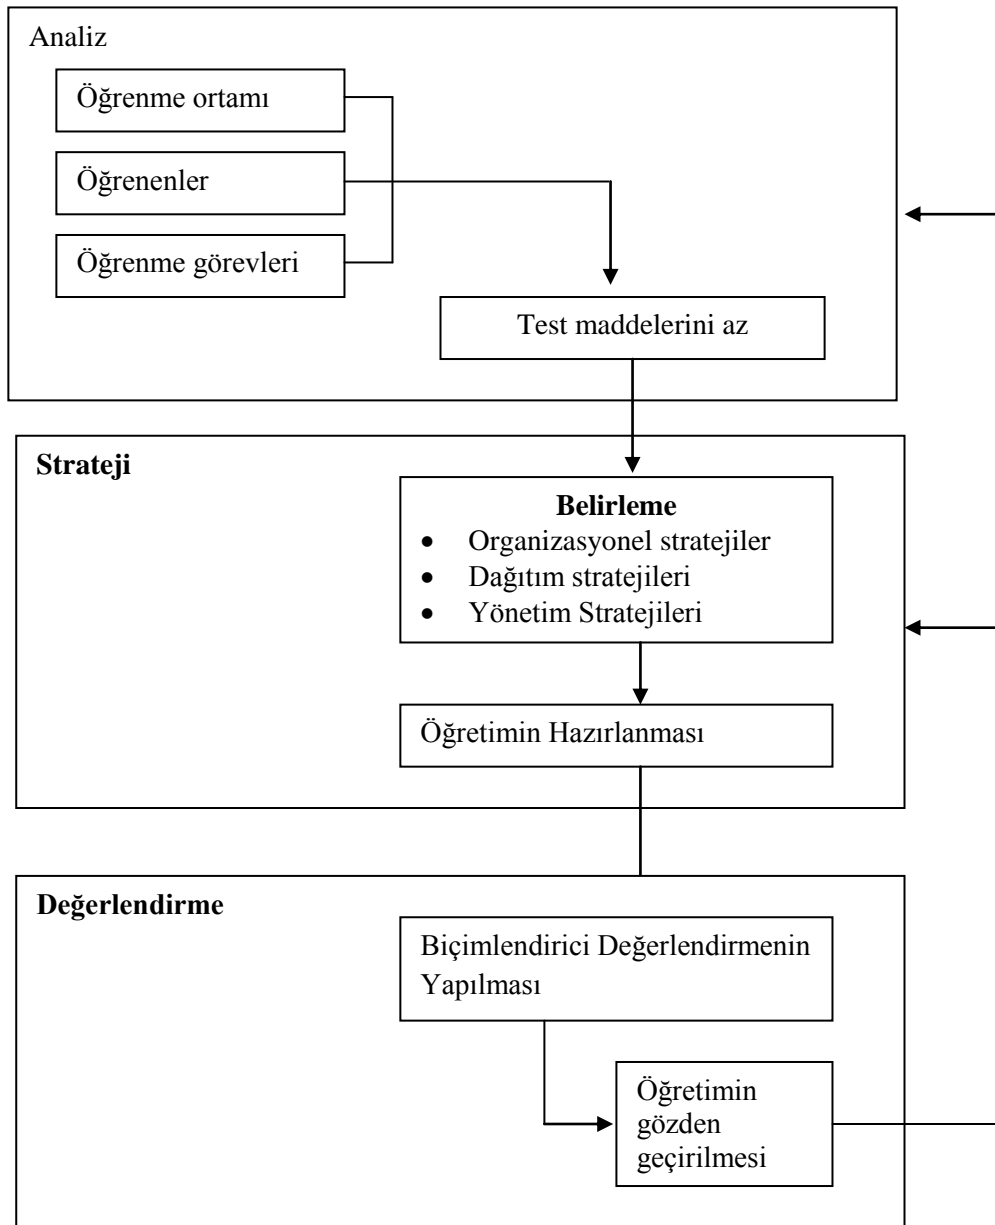 Analiz
Öğrenme ortamı
Öğrenenler
Öğrenme görevleri
Test maddelerini az
Strateji
Belirleme
• Organizasyonel stratejiler
• Dağıtım stratejileri
• Yönetim Stratejileri
Öğretimin Hazırlanması
Değerlendirme
Biçimlendirici Değerlendirmenin
Yapılması
Öğretimin
gözden
geçirilmesi